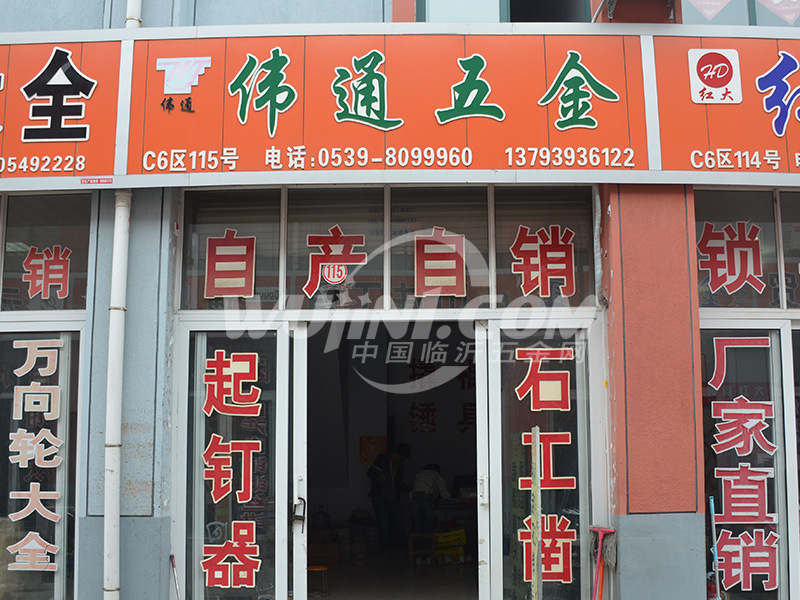 全
05492228
伟通
伟通五金
C6区115号 电话:0539-8099960 13793936122
HD
红大
红
C6区114号 电
销
自产自销
115
锁
WUJINI.COM
中国临沂五金网
万向轮大全
起钉器
石工凿
厂家直销